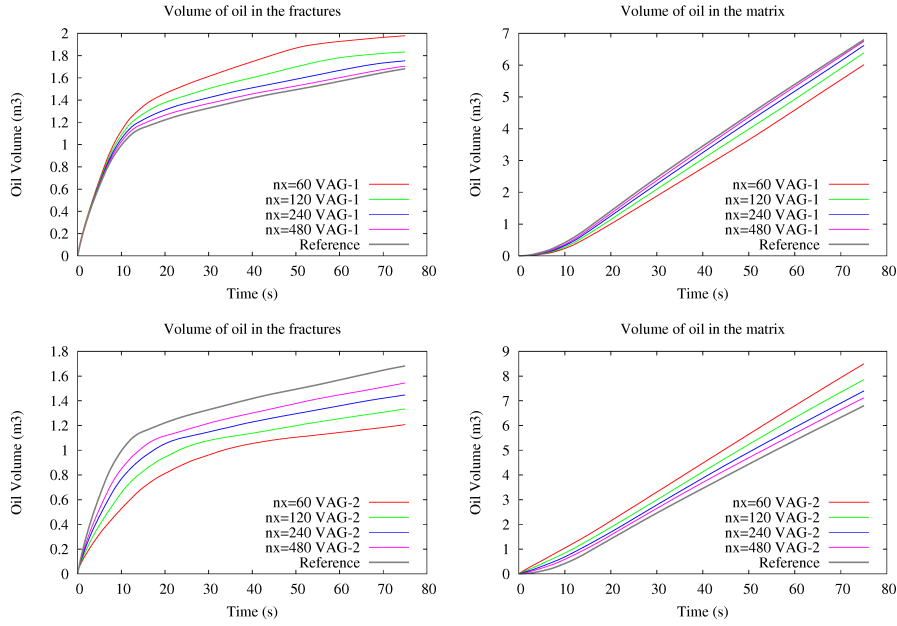 Volume of oil in the fractures
Oil Volume (m3)
2
1.8
1.6
1.4
1.2
1
0.8
0.6
0.4
0.2
0
nx=60 VAG-1
nx=120 VAG-1
nx=240 VAG-1
nx=480 VAG-1
Reference
0 10 20 30 40 50 60 70 80
Time (s)
Volume of oil in the matrix
Oil Volume (m3)
7
6
5
4
3
2
1
0
nx=60 VAG-1
nx=120 VAG-1
nx=240 VAG-1
nx=480 VAG-1
Reference
0 10 20 30 40 50 60 70 80
Time (s)
Volume of oil in the fractures
Oil Volume (m3)
1.8
1.6
1.4
1.2
1
0.8
0.6
0.4
0.2
0
nx=60 VAG-2
nx=120 VAG-2
nx=240 VAG-2
nx=480 VAG-2
Reference
0 10 20 30 40 50 60 70 80
Time (s)
Volume of oil in the matrix
Oil Volume (m3)
9
8
7
6
5
4
3
2
1
0
nx=60 VAG-2
nx=120 VAG-2
nx=240 VAG-2
nx=480 VAG-2
Reference
0 10 20 30 40 50 60 70 80
Time (s)